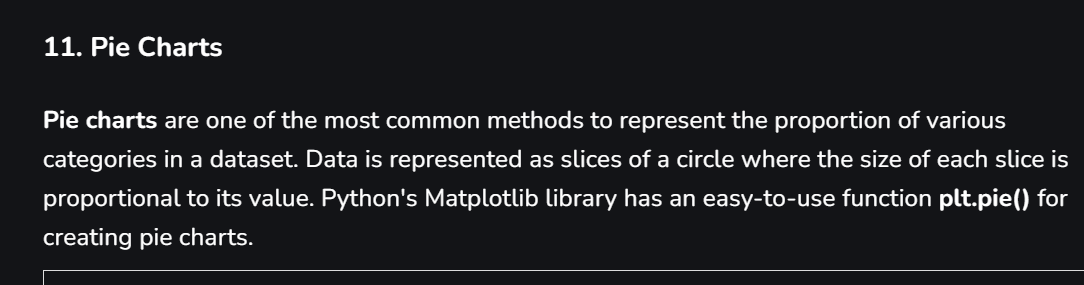 11. Pie Charts
Pie charts are one of the most common methods to represent the proportion of various
categories in a dataset. Data is represented as slices of a circle where the size of each slice is
proportional to its value. Python's Matplotlib library has an easy-to-use function plt.pie() for
creating pie charts.